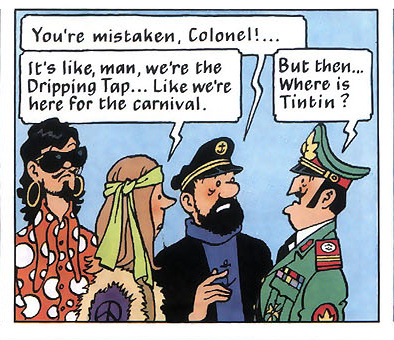 You're mistaken, Colonel!...
It's like, man, we're the
Dripping Tap... Like we're
here for the carnival.
But then...
Where is
Tintin?